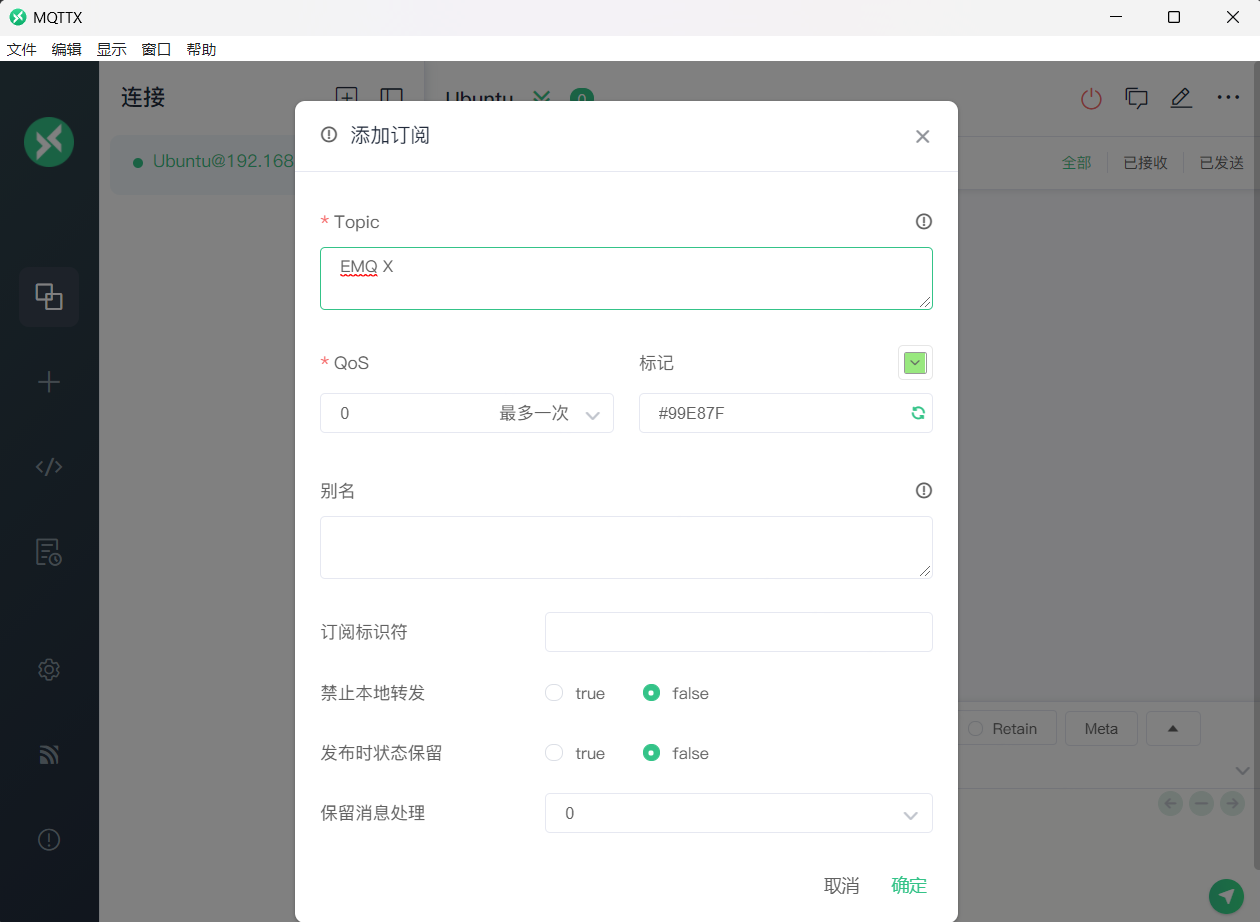 MQTTX
文件 编辑 显示 窗口 帮助
连接
Ubuntu 0
Ubuntu@192.168
全部 已接收 已发送
添加订阅
* Topic
EMQ X
* QoS
标记
0 最多一次
#99E87F
别名
订阅标识符
禁止本地转发 true false
发布时状态保留 true false
保留消息处理 0
Retain Meta
取消 确定